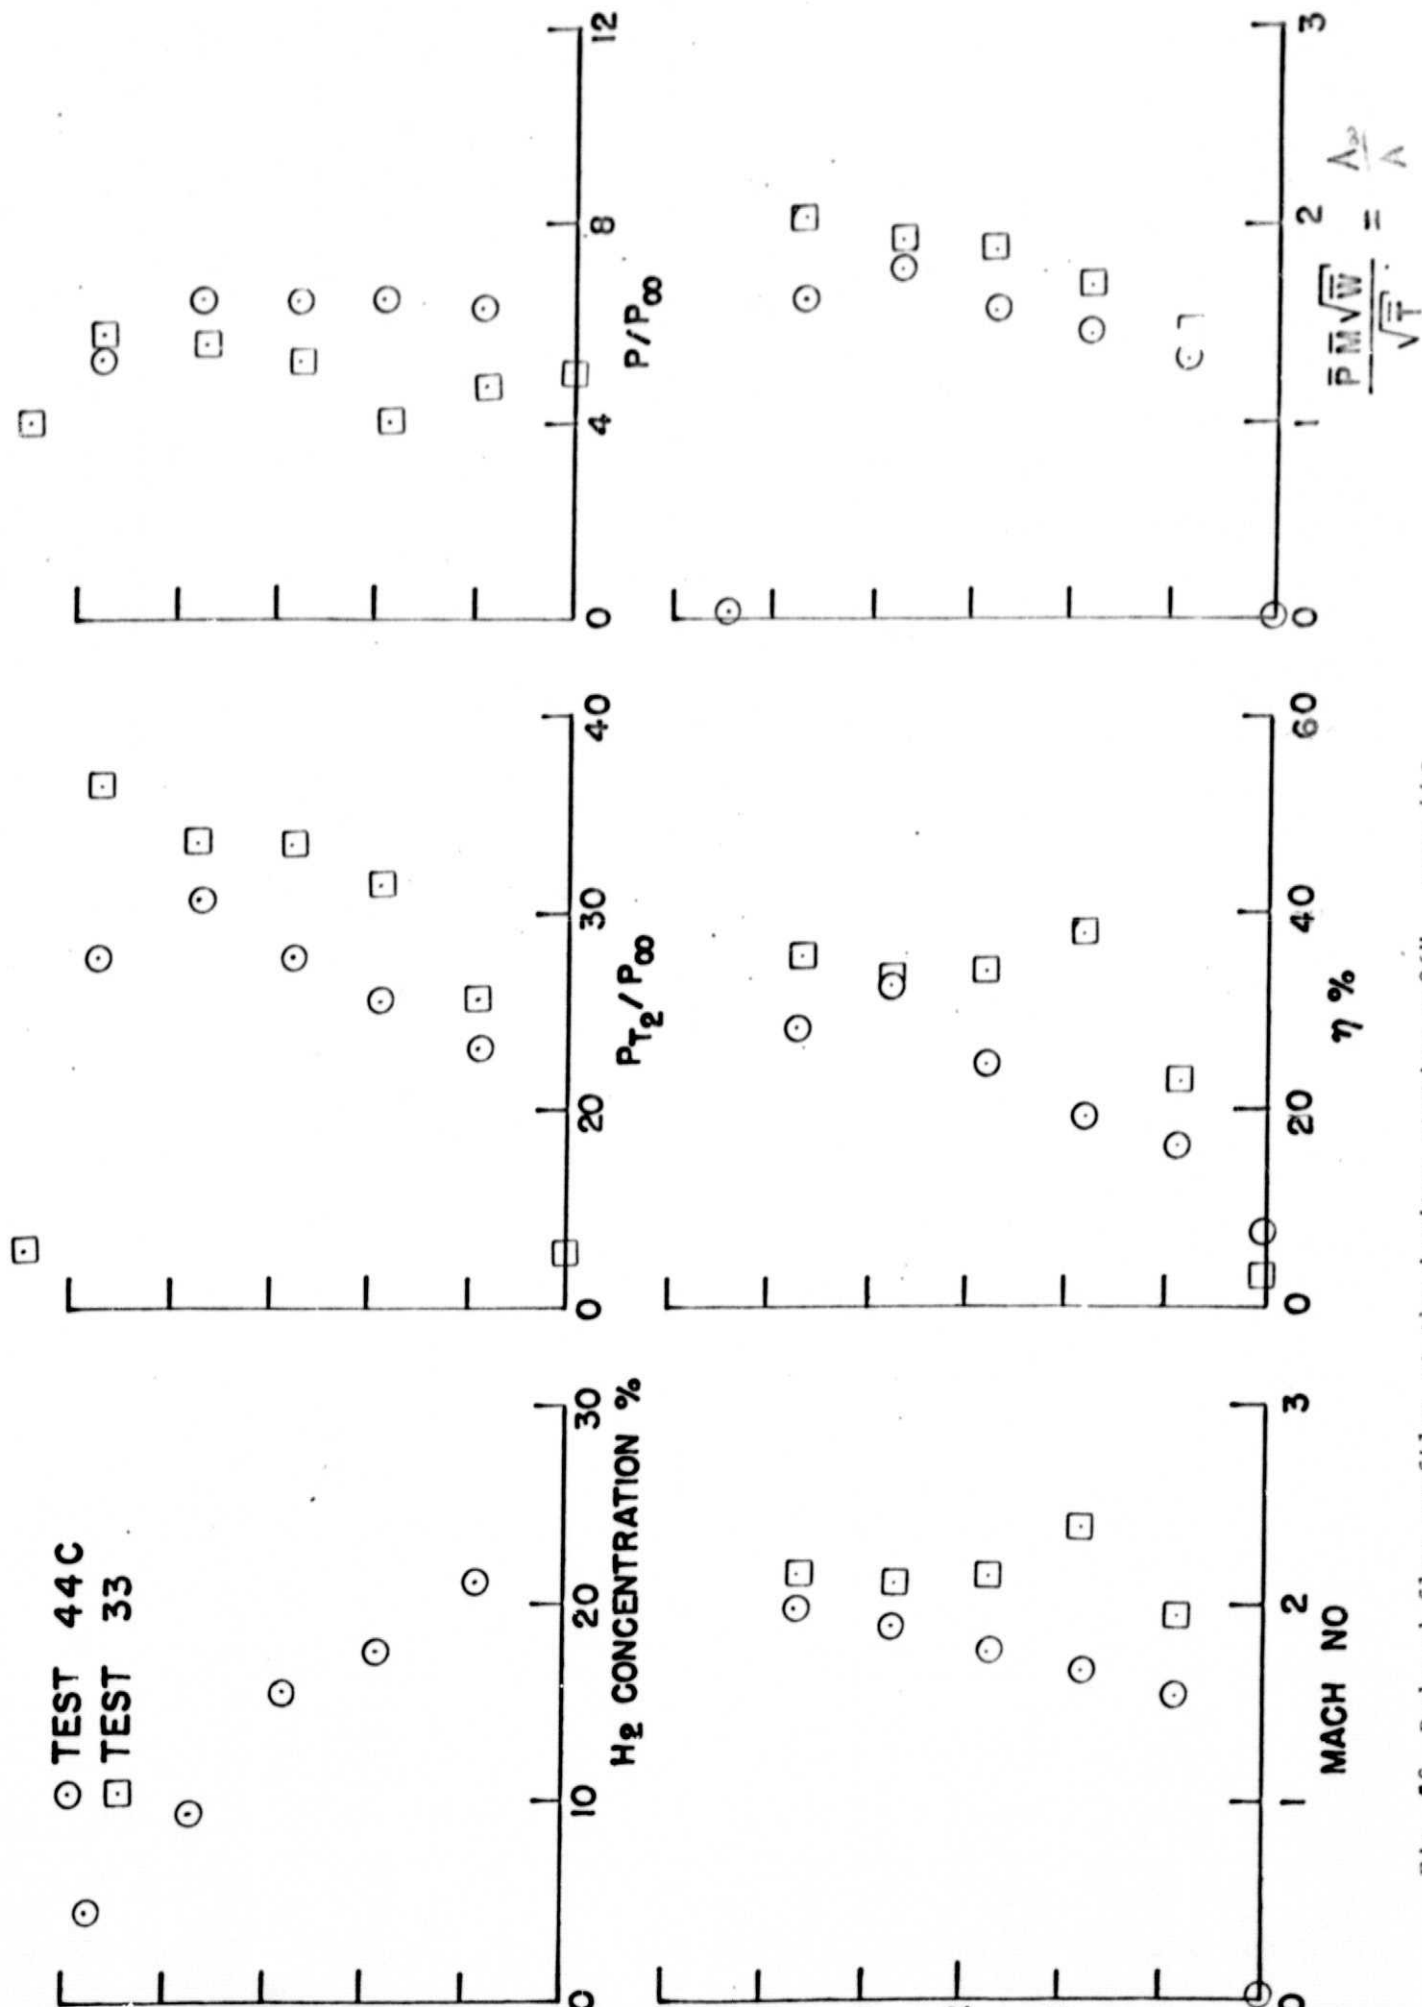 ⊙ TEST 44C
⊡ TEST 33
0 10 20 30
H₂ CONCENTRATION %
0 20 30 40
P_T₂/P∞
0 4 8 12
P/P∞
0 1 2 3
MACH NO
0 20 40 60
η %
0 1 2 3
P̄ M̄ √W̿ / √T̿ =